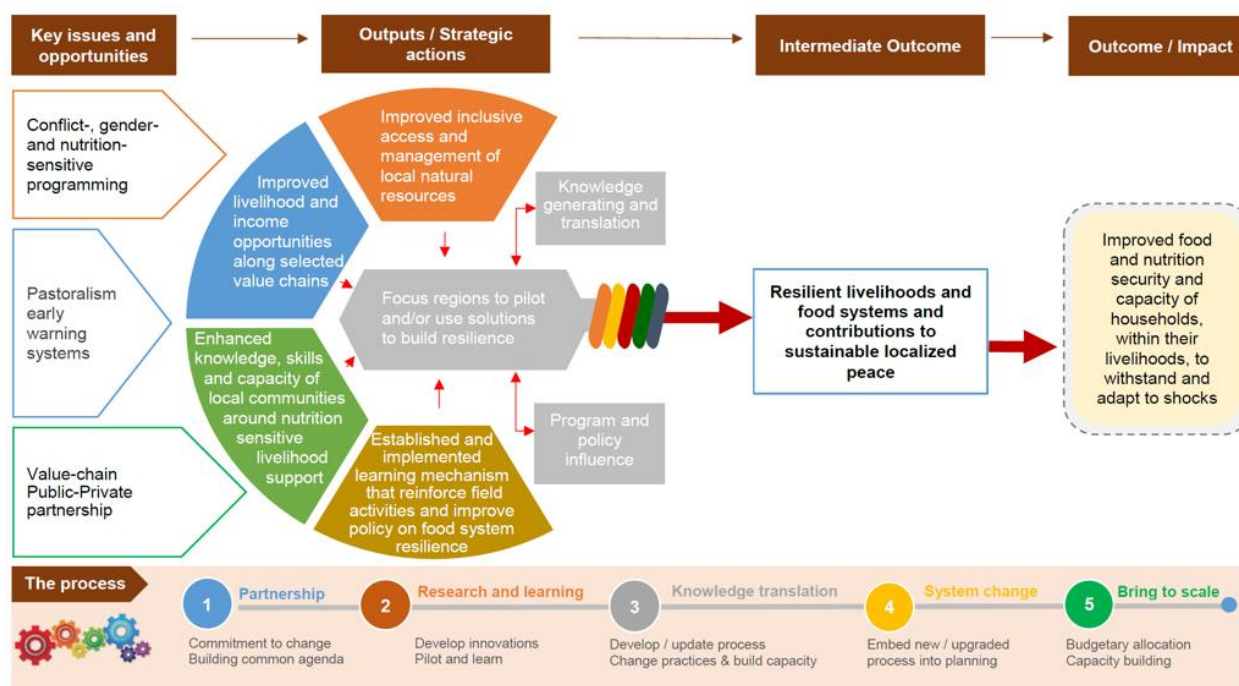 Key issues and
opportunities
Outputs / Strategic
actions
Intermediate Outcome
Outcome / Impact
Conflict-, gender-
and nutrition-
sensitive
programming
Pastoralism
early
warning
systems
Value-chain
Public-Private
partnership
Improved inclusive
access and
management of
local natural
resources
Improved
livelihood and
income
opportunities
along selected
value chains
Enhanced
knowledge, skills
and capacity of
local communities
around nutrition
sensitive
livelihood
support
Established and
implemented
learning mechanism
that reinforce field
activities and improve
policy on food system
resilience
Knowledge
generating and
translation
Focus regions to pilot
and/or use solutions
to build resilience
Program and
policy
influence
Resilient livelihoods and
food systems and
contributions to
sustainable localized
peace
Improved food
and nutrition
security and
capacity of
households,
within their
livelihoods, to
withstand and
adapt to shocks
The process
1
Partnership
Commitment to change
Building common agenda
2
Research and learning
Develop innovations
Pilot and learn
3
Knowledge translation
Develop / update process
Change practices & build capacity
4
System change
Embed new / upgraded
process into planning
5
Bring to scale
Budgetary allocation
Capacity building